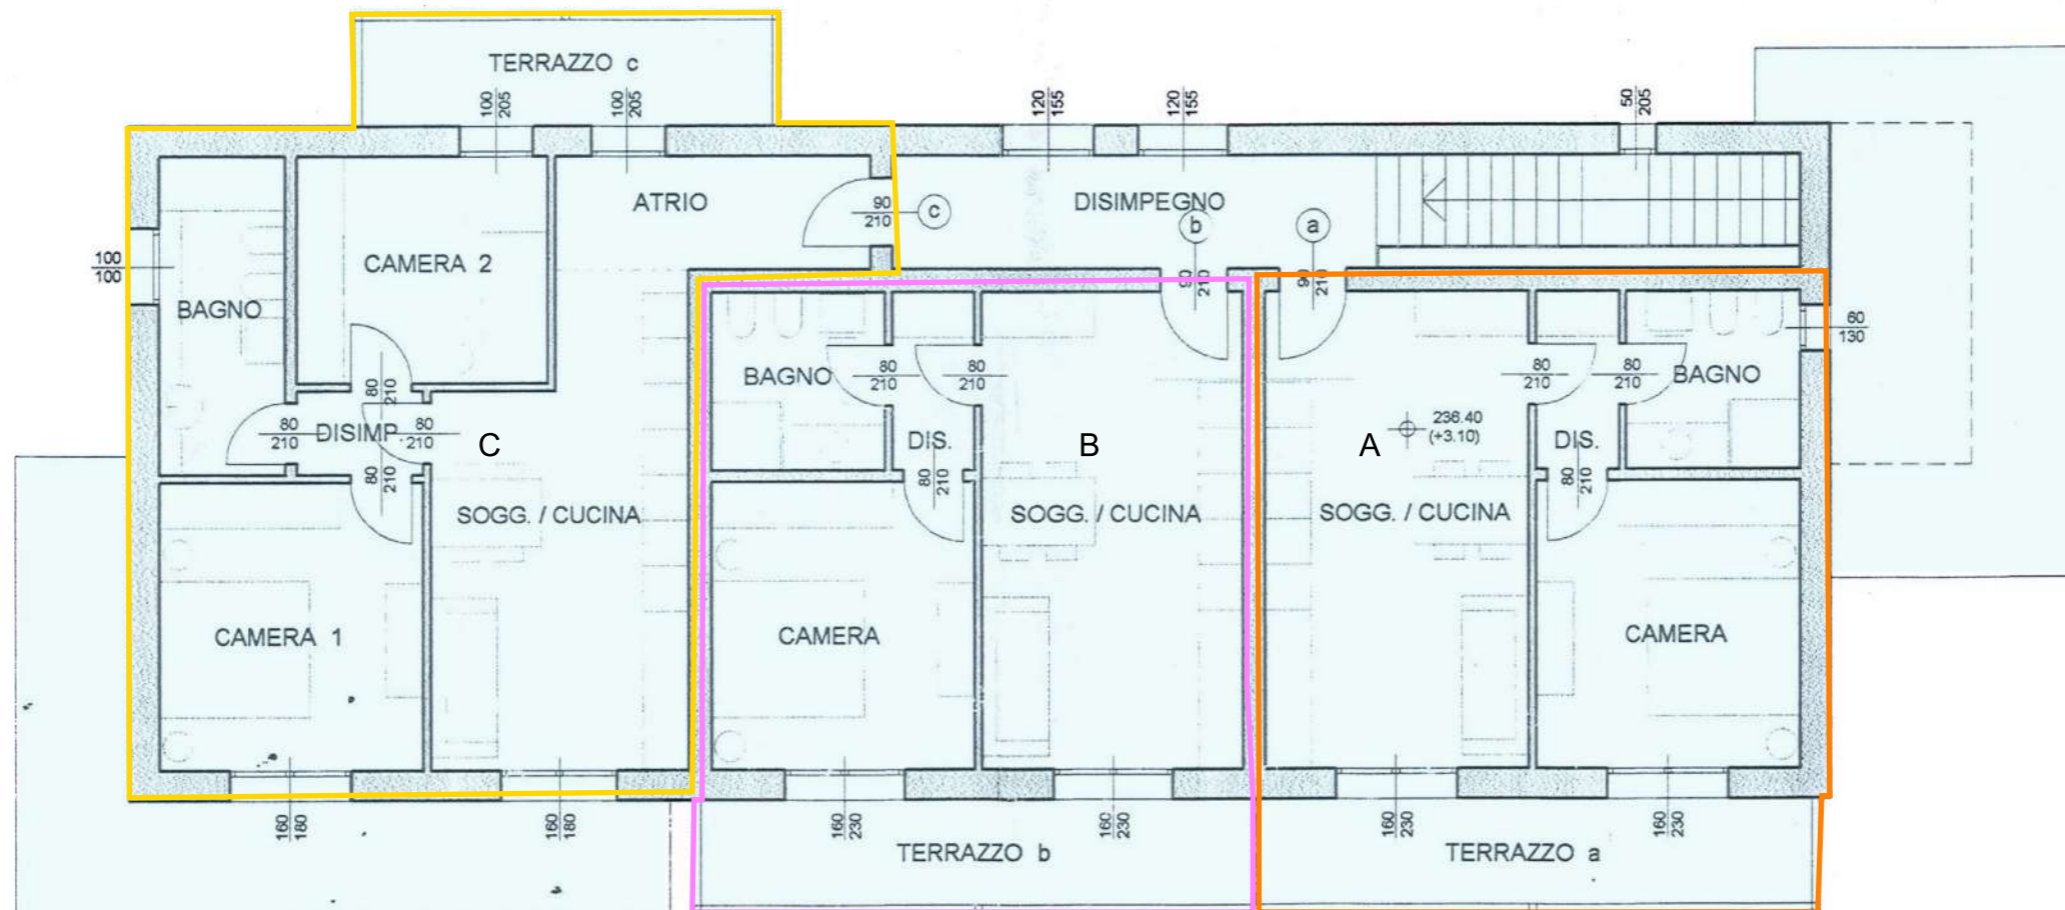 TERRAZZO c
100
205
100
205
120
155
120
155
50
205
ATRIO
90
210
c
DISIMPEGNO
b
a
CAMERA 2
100
100
BAGNO
90
210
90
210
60
130
80
210
BAGNO
80
210
80
210
80
210
80
210
BAGNO
80
210
DISIMP.
80
210
C
DIS.
B
A
236.40
(+3.10)
DIS.
80
210
80
210
80
210
SOGG. / CUCINA
SOGG. / CUCINA
SOGG. / CUCINA
CAMERA 1
CAMERA
CAMERA
160
180
160
180
160
230
160
230
160
230
160
230
TERRAZZO b
TERRAZZO a